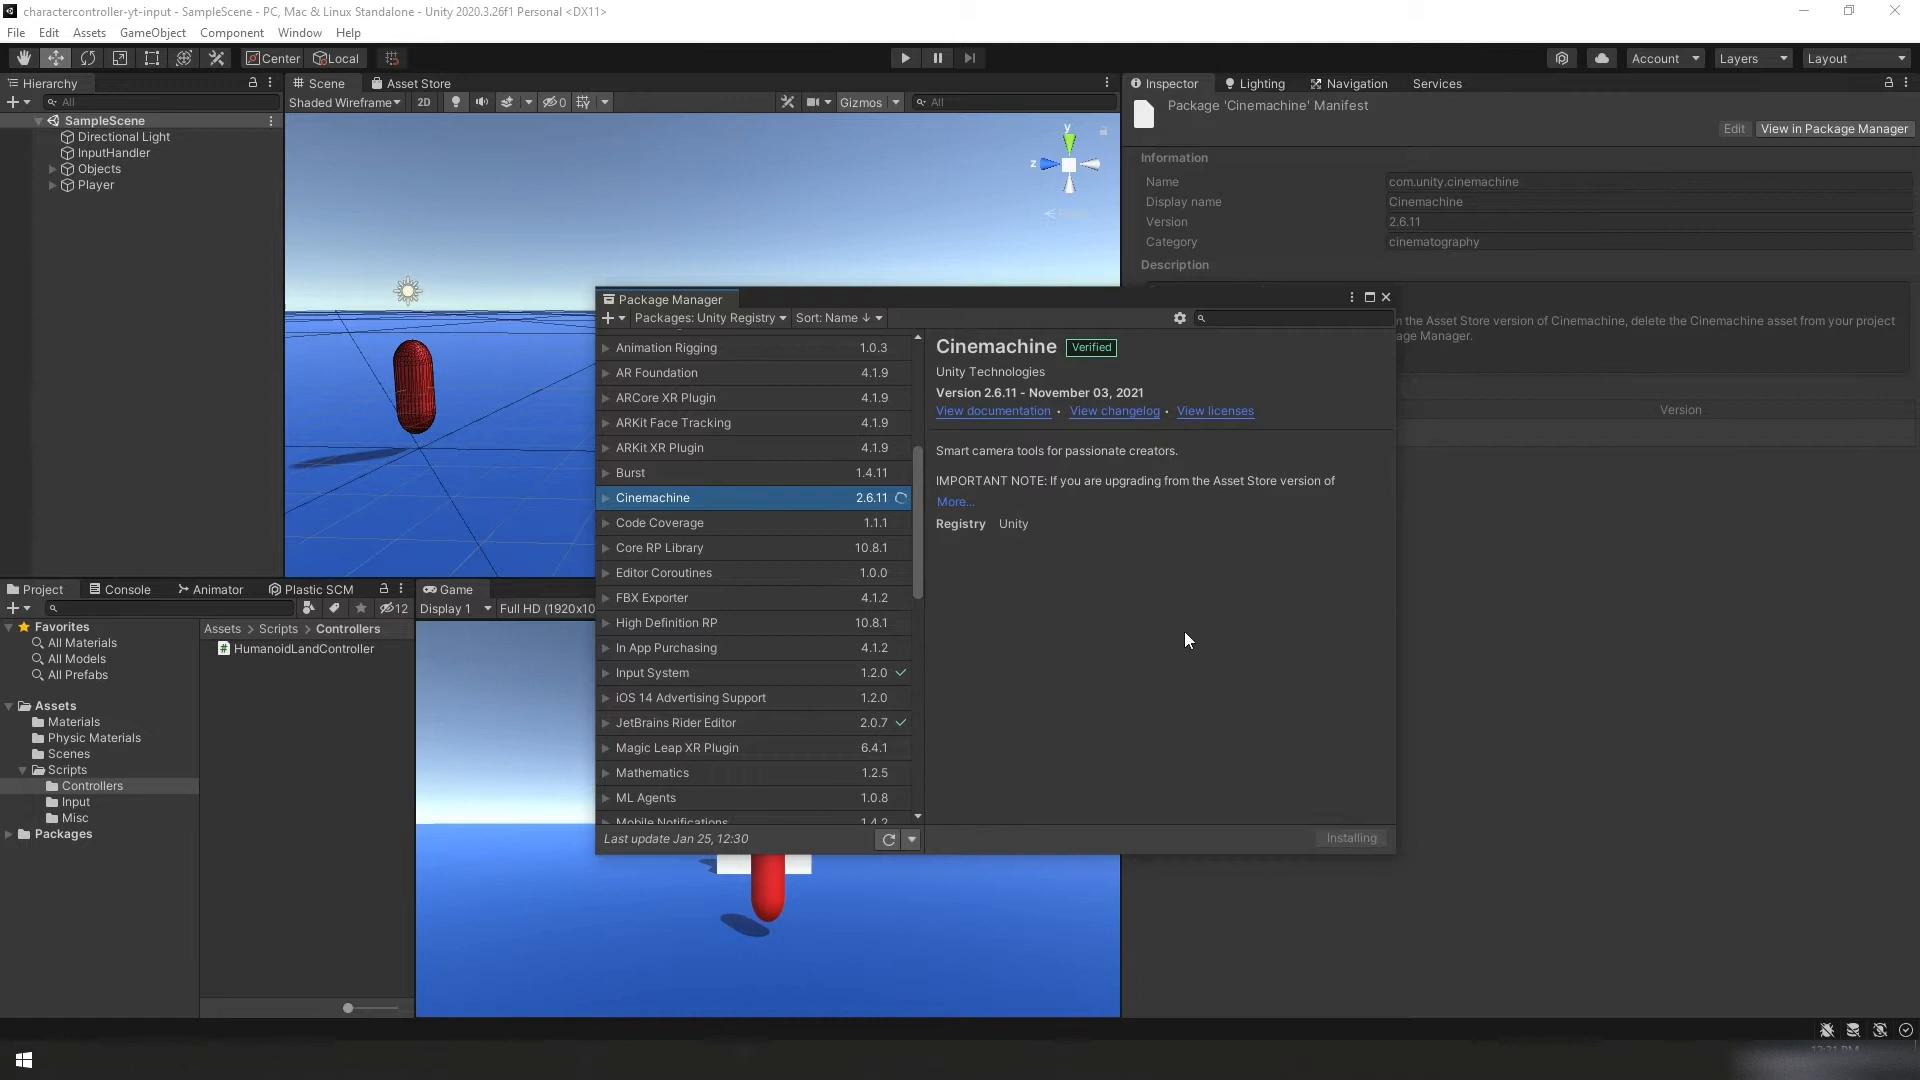 charactercontroller-yt-input - SampleScene - PC, Mac & Linux Standalone - Unity 2020.3.26f1 Personal <DX11>
File Edit Assets GameObject Component Window Help
Center Local Account Layers Layout
Hierarchy
All
SampleScene
Directional Light
InputHandler
Objects
Player
Scene Asset Store
Shaded Wireframe 2D 0 Gizmos All
y
z
Inspector Lighting Navigation Services
Package 'Cinemachine' Manifest
Edit View in Package Manager
Information
Name com.unity.cinemachine
Display name Cinemachine
Version 2.6.11
Category cinematography
Description
n the Asset Store version of Cinemachine, delete the Cinemachine asset from your project
age Manager.
Version
Package Manager
Packages: Unity Registry Sort: Name ↓
Animation Rigging 1.0.3
AR Foundation 4.1.9
ARCore XR Plugin 4.1.9
ARKit Face Tracking 4.1.9
ARKit XR Plugin 4.1.9
Burst 1.4.11
Cinemachine 2.6.11
Code Coverage 1.1.1
Core RP Library 10.8.1
Editor Coroutines 1.0.0
FBX Exporter 4.1.2
High Definition RP 10.8.1
In App Purchasing 4.1.2
Input System 1.2.0
iOS 14 Advertising Support 1.2.0
JetBrains Rider Editor 2.0.7
Magic Leap XR Plugin 6.4.1
Mathematics 1.2.5
ML Agents 1.0.8
Mobile Notifications 1.4.2
Last update Jan 25, 12:30
Cinemachine Verified
Unity Technologies
Version 2.6.11 - November 03, 2021
View documentation • View changelog • View licenses
Smart camera tools for passionate creators.
IMPORTANT NOTE: If you are upgrading from the Asset Store version of
More...
Registry Unity
Installing
Project Console Animator Plastic SCM
12
Favorites
All Materials
All Models
All Prefabs
Assets
Materials
Physic Materials
Scenes
Scripts
Controllers
Input
Misc
Packages
Assets > Scripts > Controllers
HumanoidLandController
Game
Display 1 Full HD (1920x10